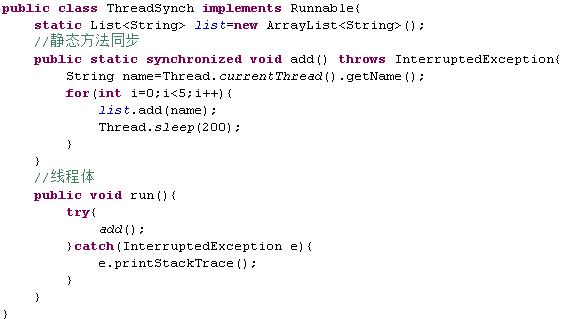 public class ThreadSynch implements Runnable{
    static List<String> list=new ArrayList<String>();
    //静态方法同步
    public static synchronized void add() throws InterruptedException{
        String name=Thread.currentThread().getName();
        for(int i=0;i<5;i++){
            list.add(name);
            Thread.sleep(200);
        }
    }
    //线程体
    public void run(){
        try{
            add();
        }catch(InterruptedException e){
            e.printStackTrace();
        }
    }
}